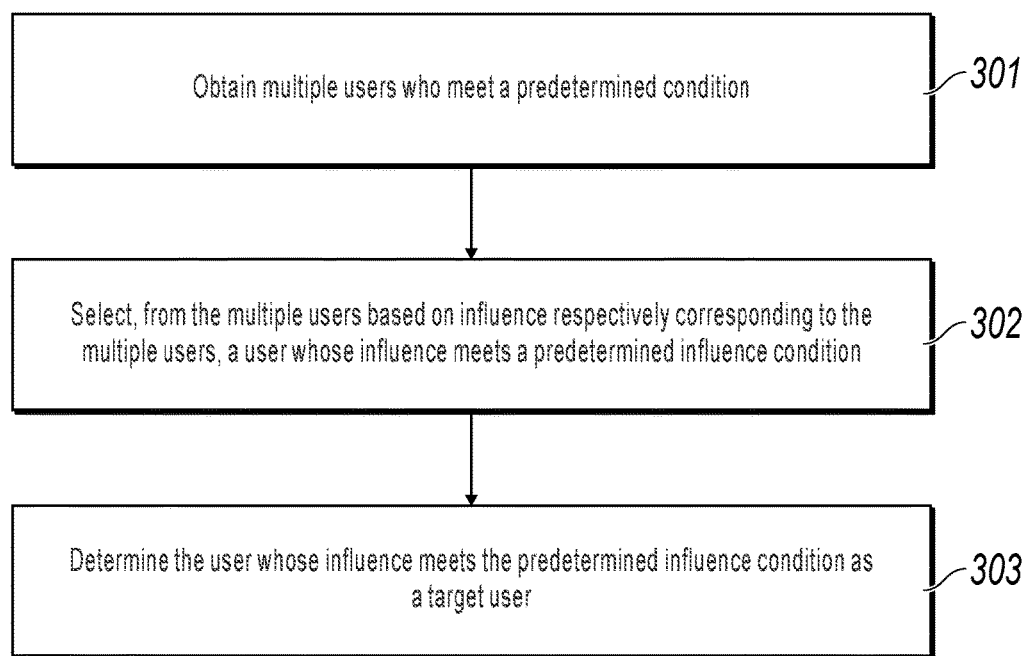 Obtain multiple users who meet a predetermined condition
301
Select, from the multiple users based on influence respectively corresponding to the
multiple users, a user whose influence meets a predetermined influence condition
302
Determine the user whose influence meets the predetermined influence condition as
a target user
303